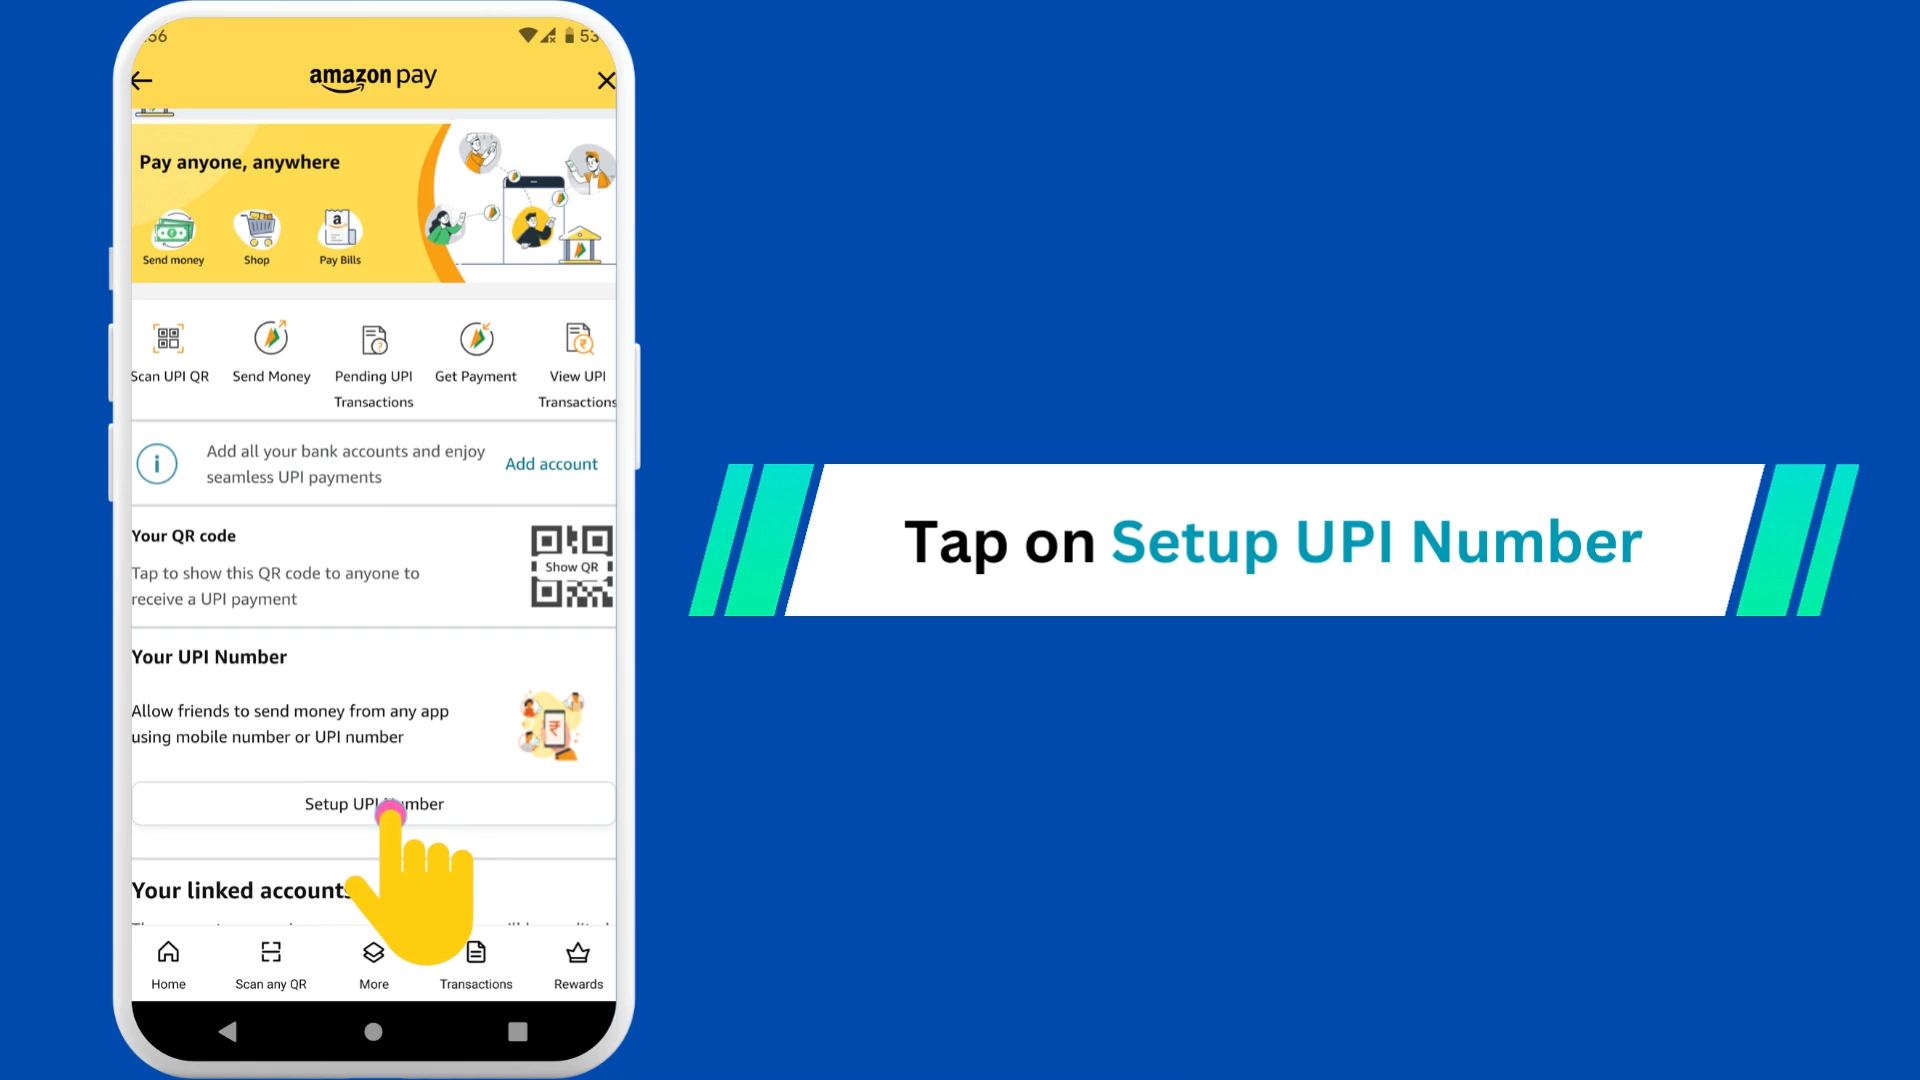 :56
53
amazon pay
Pay anyone, anywhere
a
Send money
Shop
Pay Bills
Scan UPI QR
Send Money
Pending UPI
Transactions
Get Payment
View UPI
Transactions
Add all your bank accounts and enjoy
seamless UPI payments
Add account
Your QR code
Tap to show this QR code to anyone to
receive a UPI payment
Show QR
Your UPI Number
Allow friends to send money from any app
using mobile number or UPI number
Setup UPI Number
Your linked accounts
Home
Scan any QR
More
Transactions
Rewards
Tap on Setup UPI Number